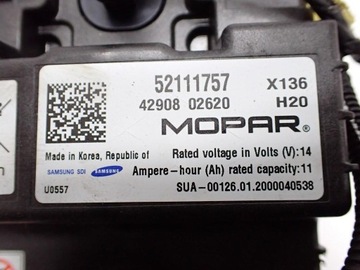 52111757 X136
42908 02620 H20
MOPAR®
Made in Korea, Republic of
Rated voltage in Volts (V):14
SAMSUNG SDI SAMSUNG
Ampere-hour (Ah) rated capacity:11
U0557
SUA-00126.01.2000040538